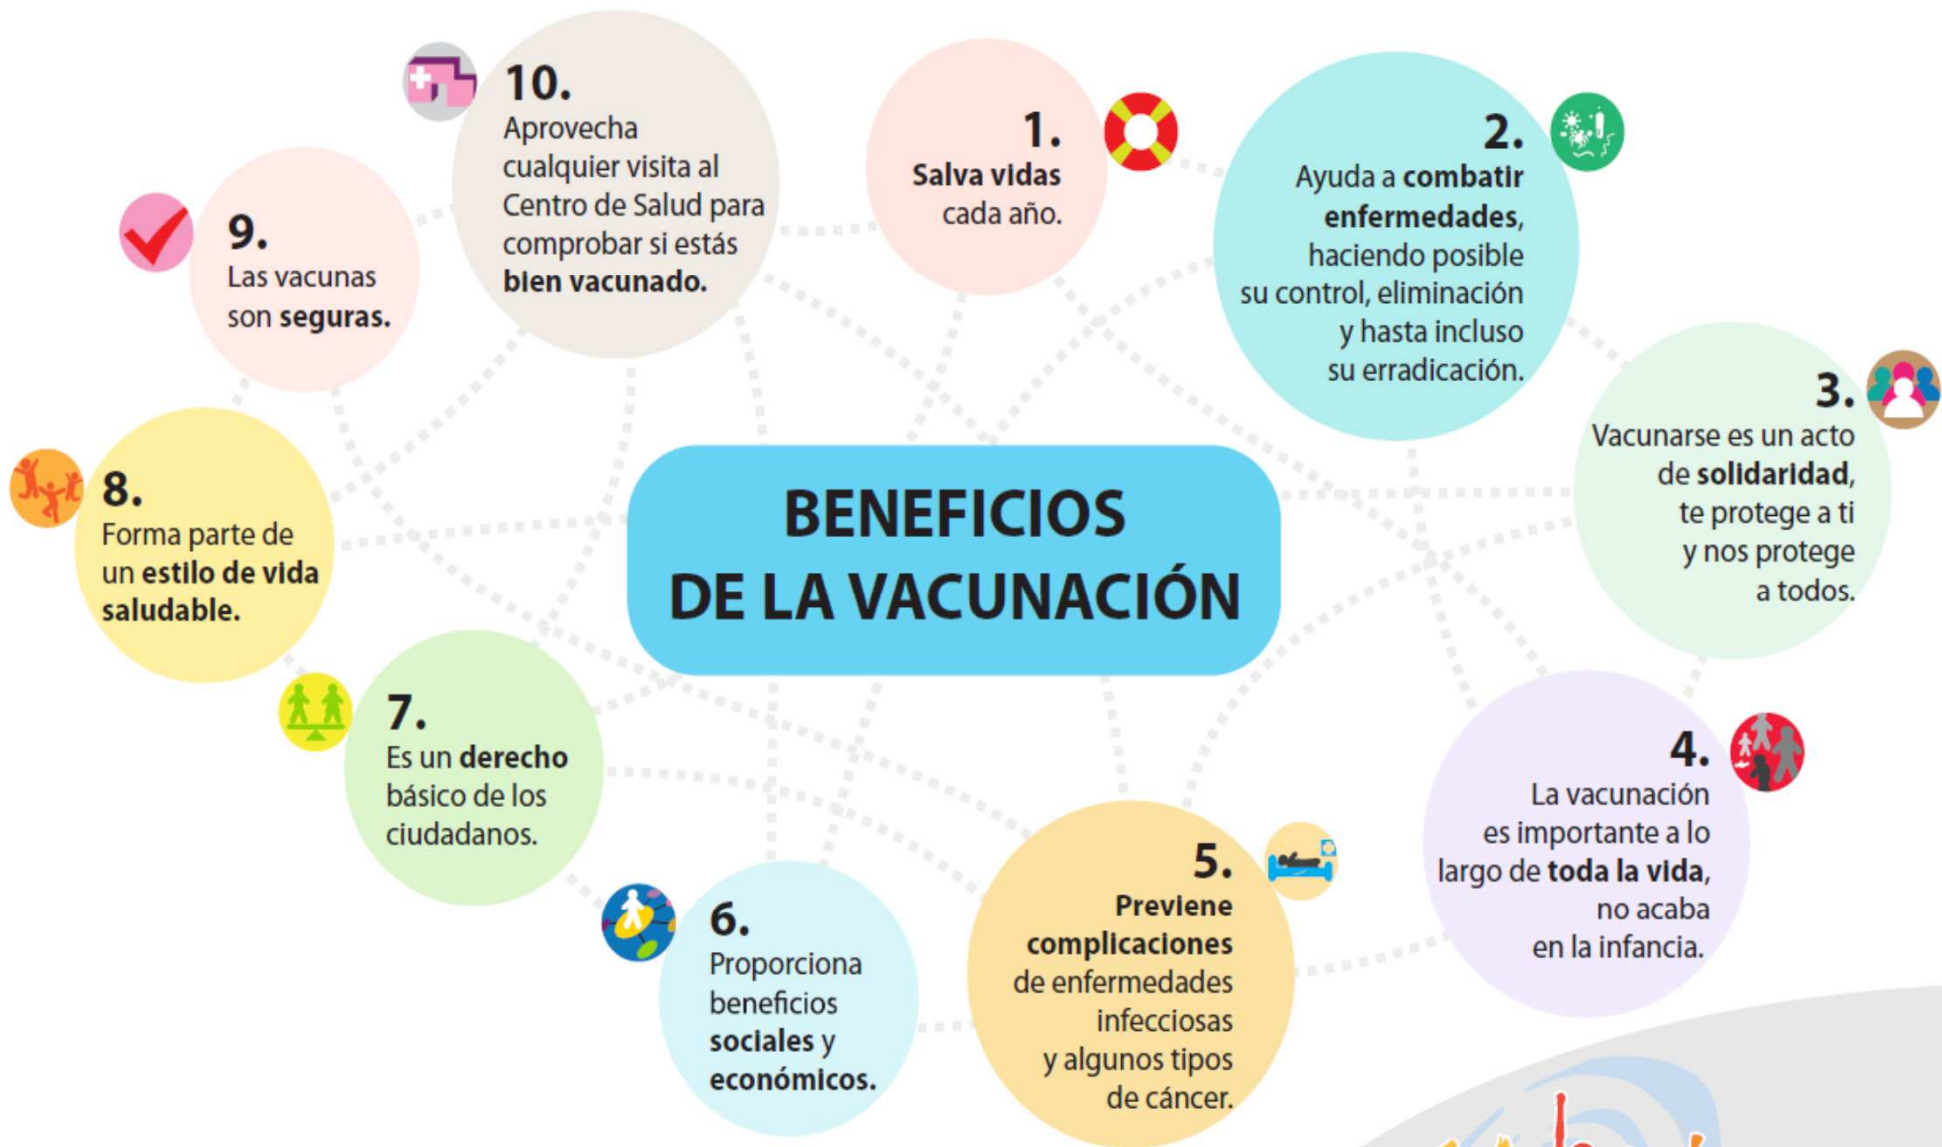 BENEFICIOS
DE LA VACUNACIÓN
1.
Salva vidas
cada año.
2.
Ayuda a combatir
enfermedades,
haciendo posible
su control, eliminación
y hasta incluso
su erradicación.
3.
Vacunarse es un acto
de solidaridad,
te protege a ti
y nos protege
a todos.
4.
La vacunación
es importante a lo
largo de toda la vida,
no acaba
en la infancia.
5.
Previene
complicaciones
de enfermedades
infecciosas
y algunos tipos
de cáncer.
6.
Proporciona
beneficios
sociales y
económicos.
7.
Es un derecho
básico de los
ciudadanos.
8.
Forma parte de
un estilo de vida
saludable.
9.
Las vacunas
son seguras.
10.
Aprovecha
cualquier visita al
Centro de Salud para
comprobar si estás
bien vacunado.